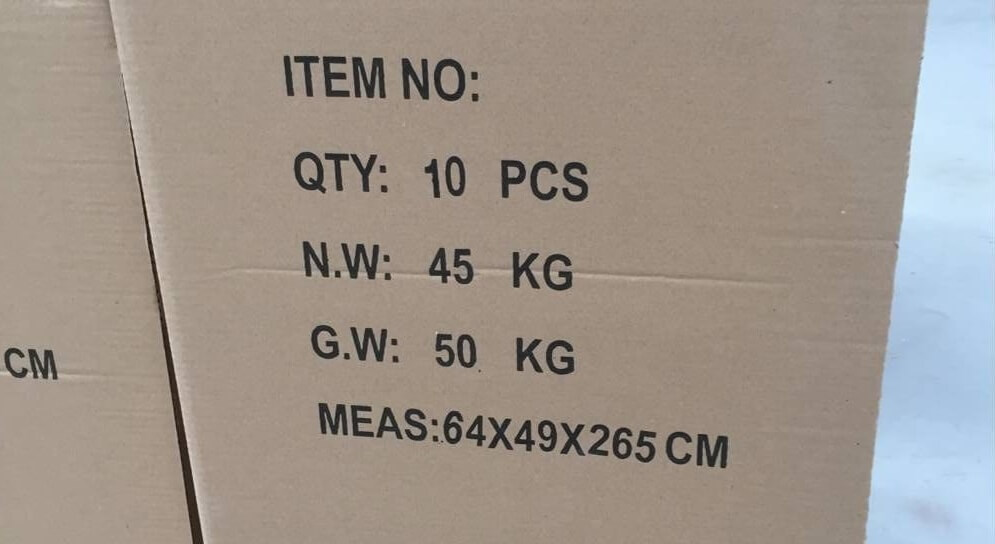 ITEM NO:
QTY: 10 PCS
N.W: 45 KG
G.W: 50 KG
MEAS:64X49X265 CM
CM